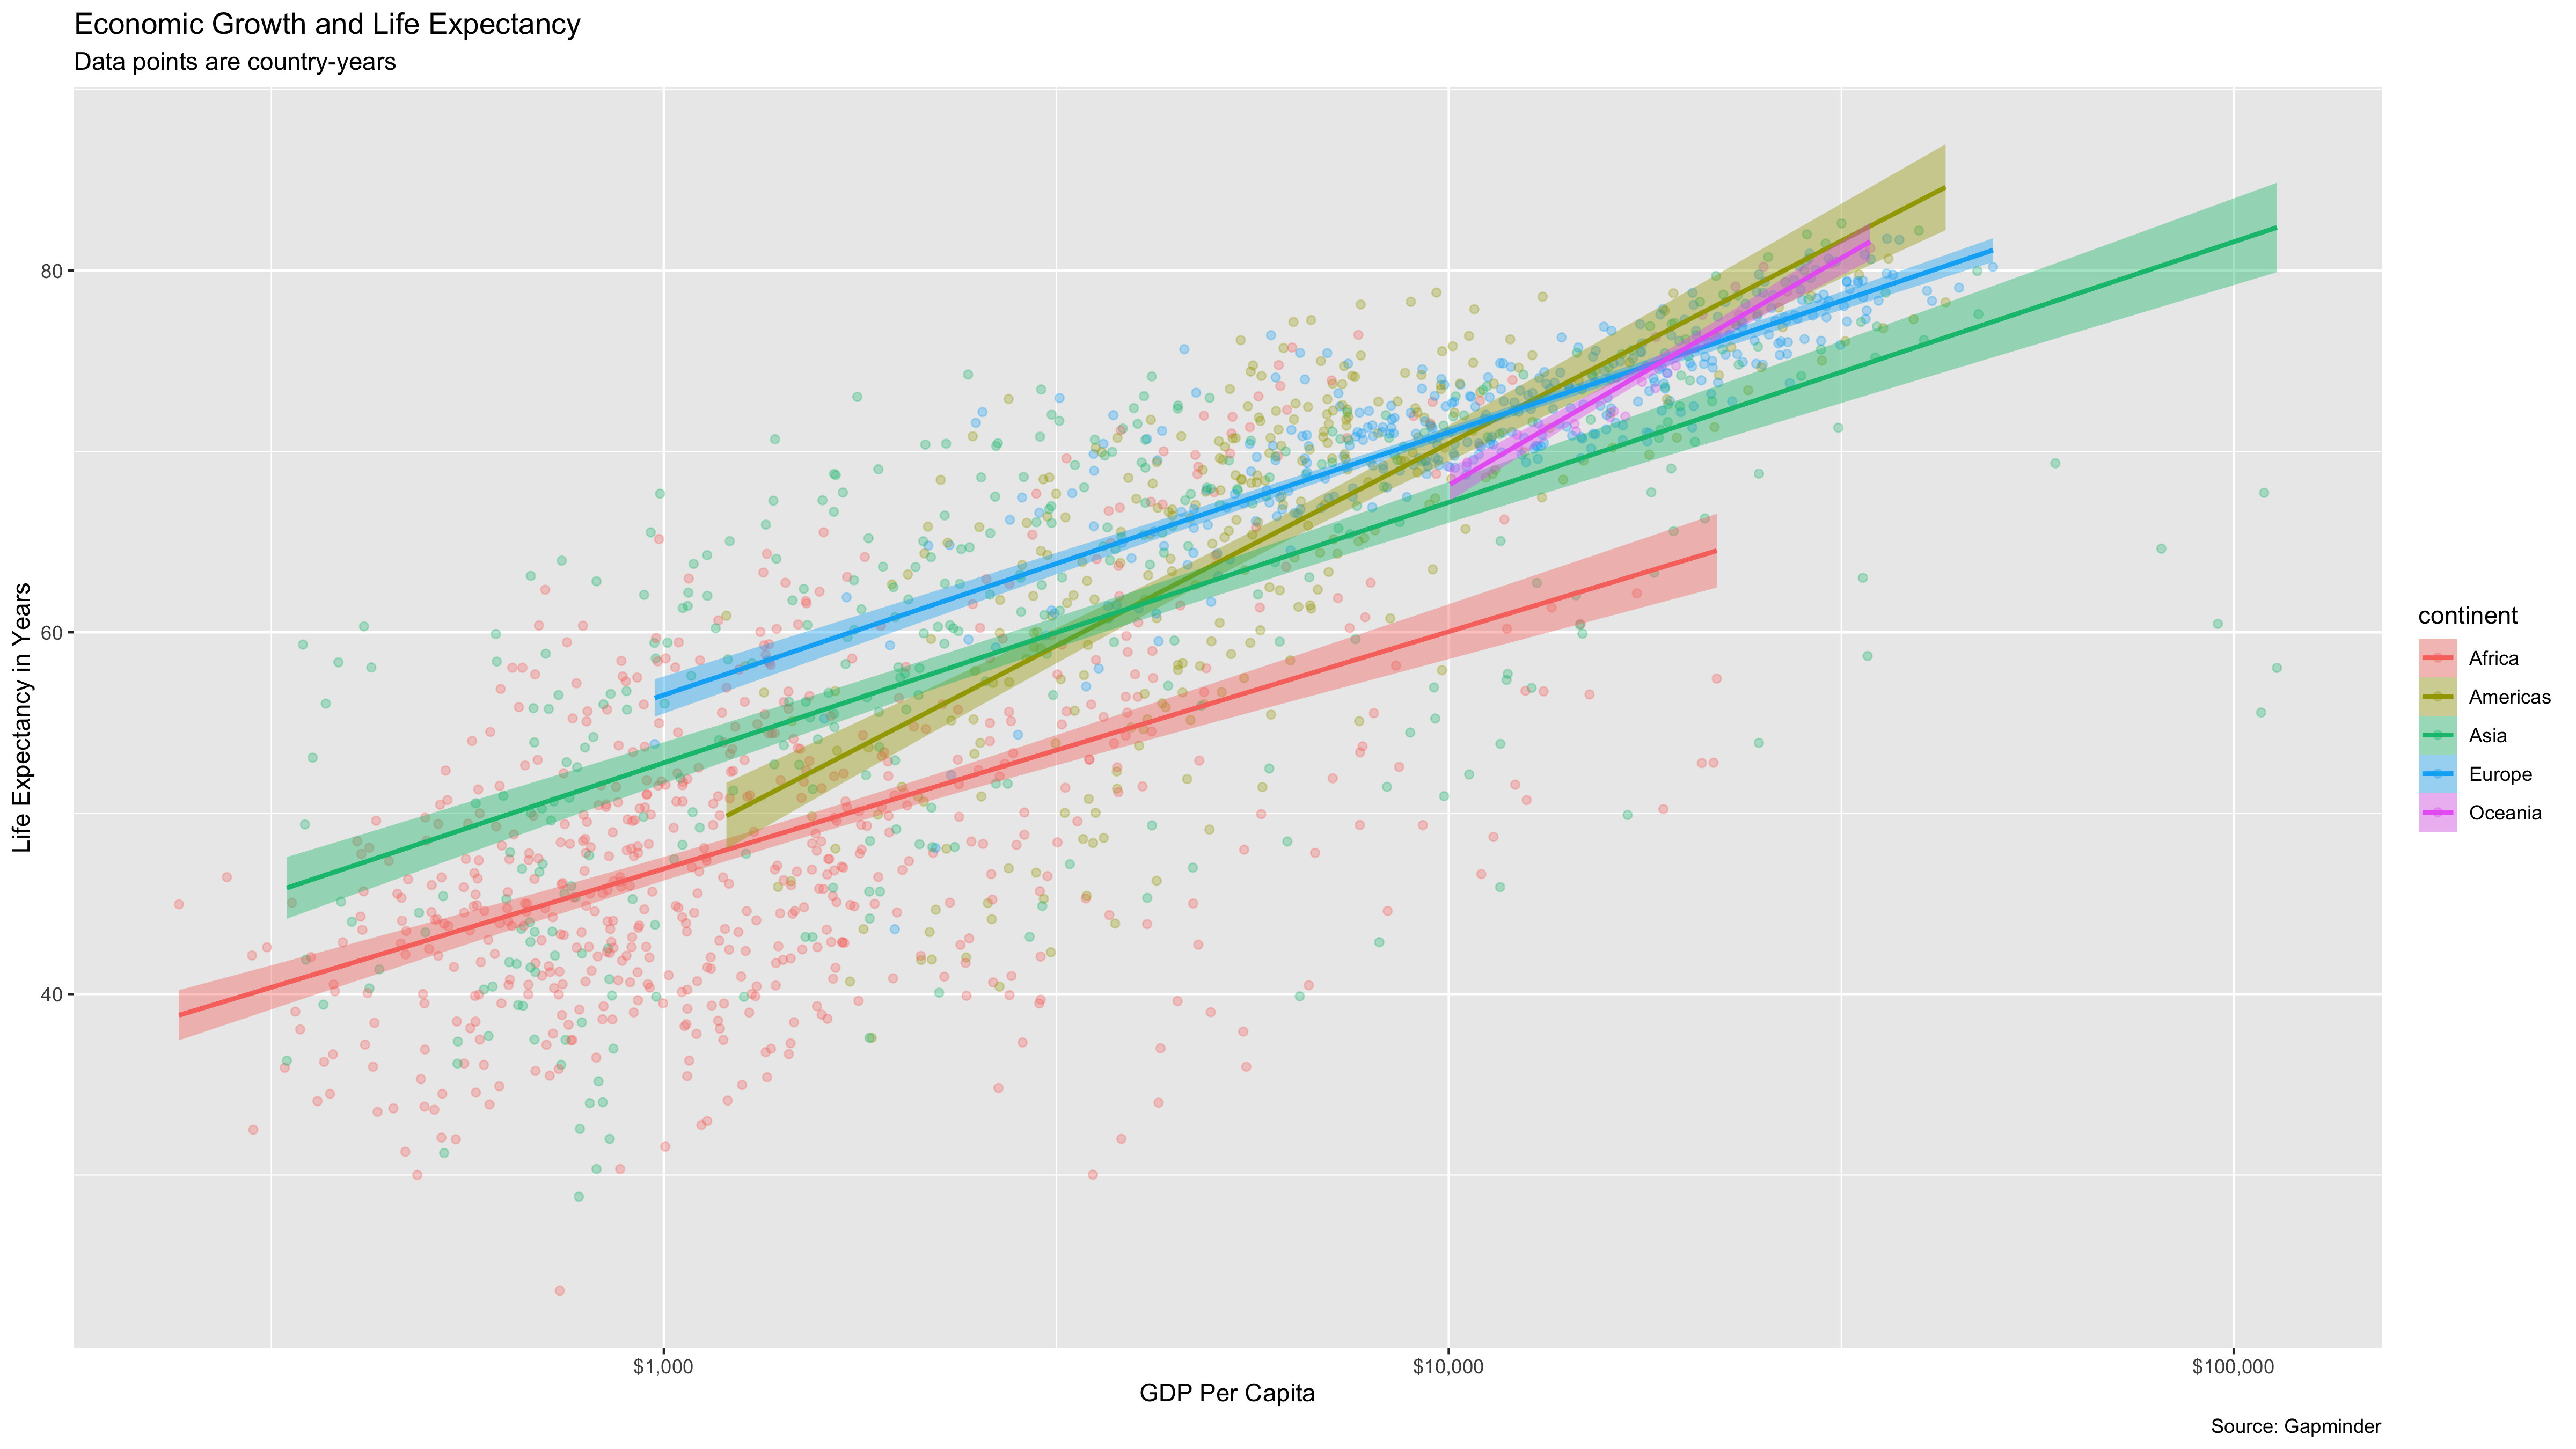 Economic Growth and Life Expectancy
Data points are country-years
Life Expectancy in Years
80
60
40
$1,000
$10,000
$100,000
GDP Per Capita
continent
Africa
Americas
Asia
Europe
Oceania
Source: Gapminder